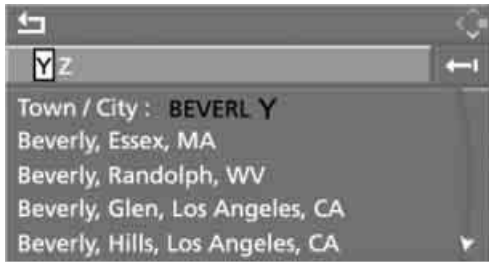 Y Z
Town / City : BEVERL Y
Beverly, Essex, MA
Beverly, Randolph, WV
Beverly, Glen, Los Angeles, CA
Beverly, Hills, Los Angeles, CA